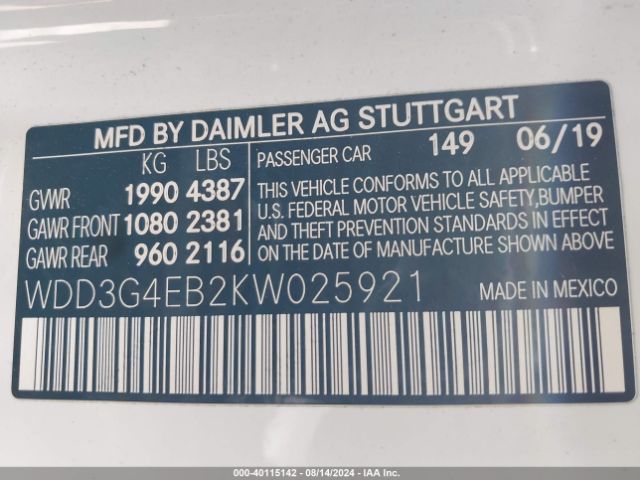 MFD BY DAIMLER AG STUTTGART
KG LBS
GVWR 1990 4387
GAWR FRONT 1080 2381
GAWR REAR 960 2116
PASSENGER CAR 149 06/19
THIS VEHICLE CONFORMS TO ALL APPLICABLE
U.S. FEDERAL MOTOR VEHICLE SAFETY,BUMPER
AND THEFT PREVENTION STANDARDS IN EFFECT
ON THE DATE OF MANUFACTURE SHOWN ABOVE
WDD3G4EB2KW025921 MADE IN MEXICO
000-40115142 - 08/14/2024 - IAA Inc.